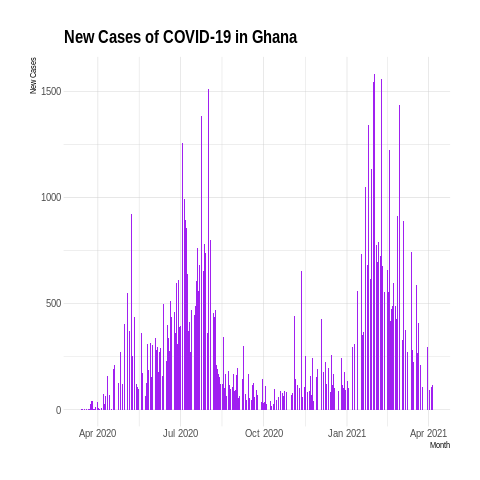 New Cases of COVID-19 in Ghana
New Cases
1500
1000
500
0
Apr 2020 Jul 2020 Oct 2020 Jan 2021 Apr 2021
Month